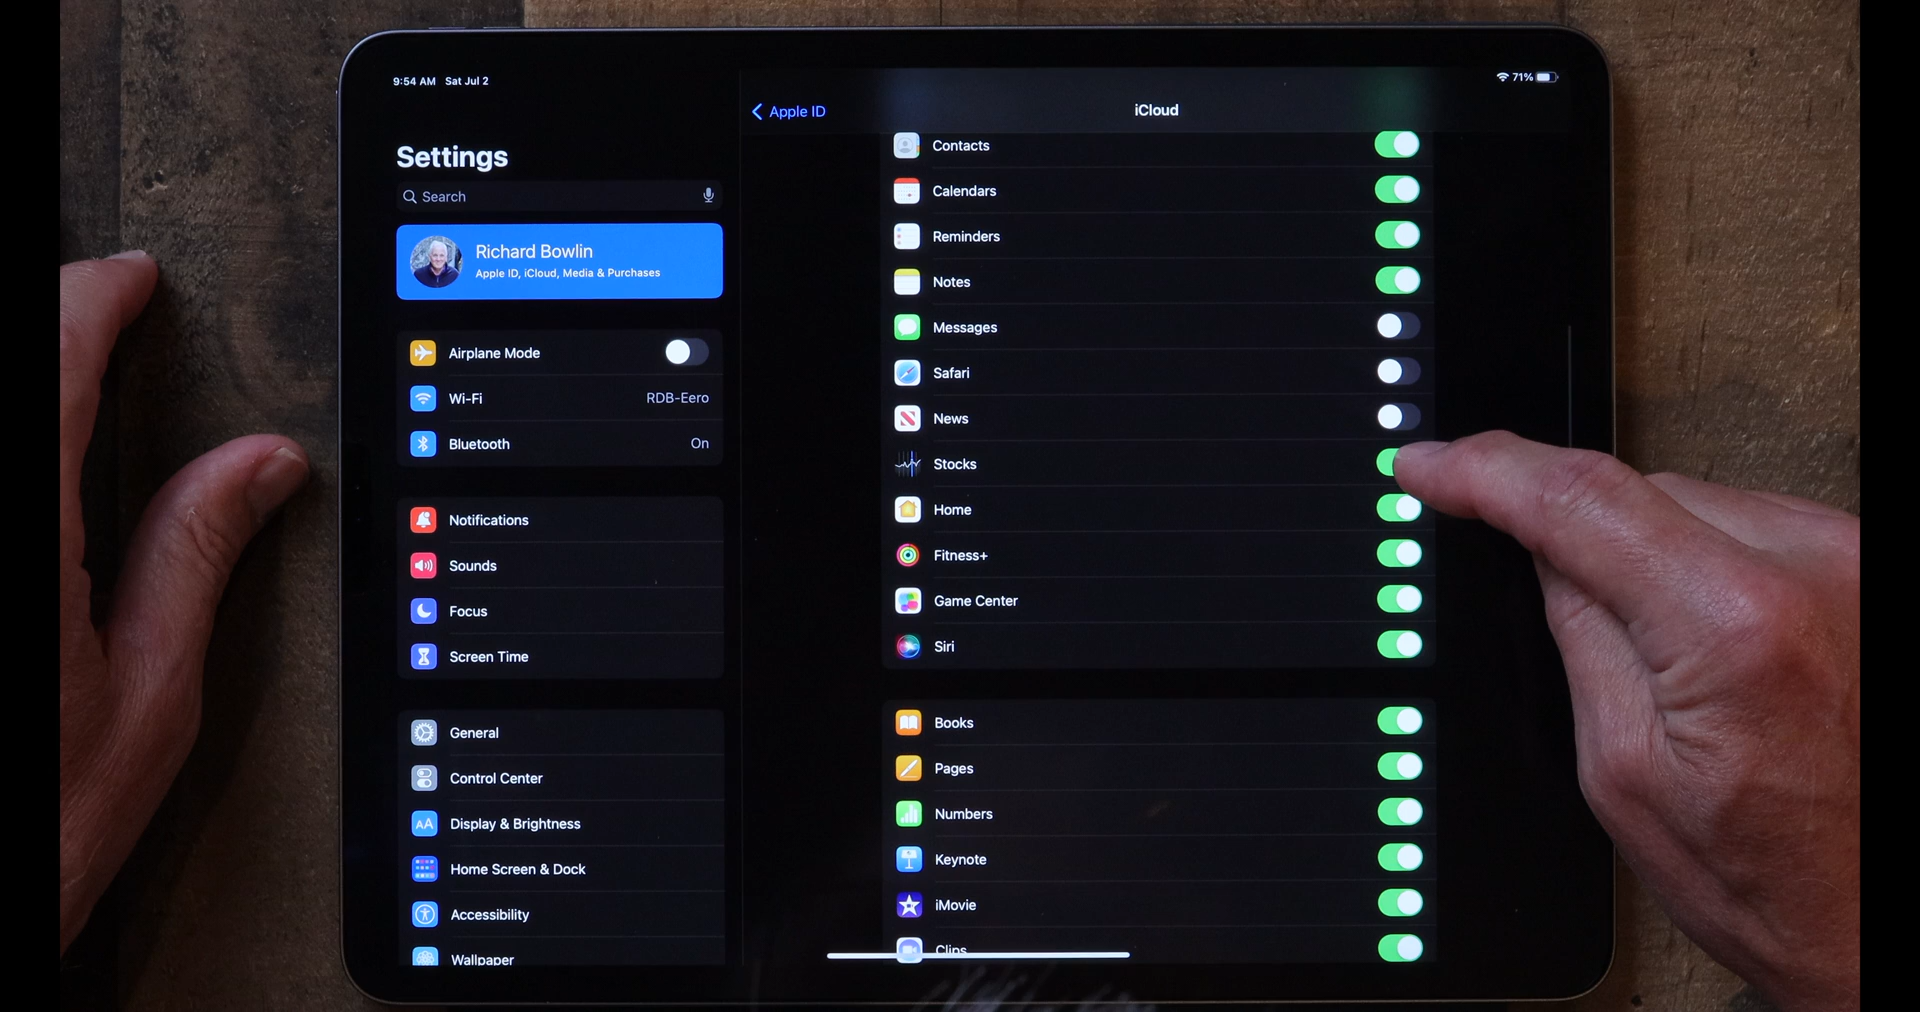 9:54 AM Sat Jul 2
71%
Settings
Search
Richard Bowlin
Apple ID, iCloud, Media & Purchases
Airplane Mode
Wi-Fi RDB-Eero
Bluetooth On
Notifications
Sounds
Focus
Screen Time
General
Control Center
AA Display & Brightness
Home Screen & Dock
Accessibility
Wallpaper
Apple ID
iCloud
Contacts
Calendars
Reminders
Notes
Messages
Safari
News
Stocks
Home
Fitness+
Game Center
Siri
Books
Pages
Numbers
Keynote
iMovie
Clips